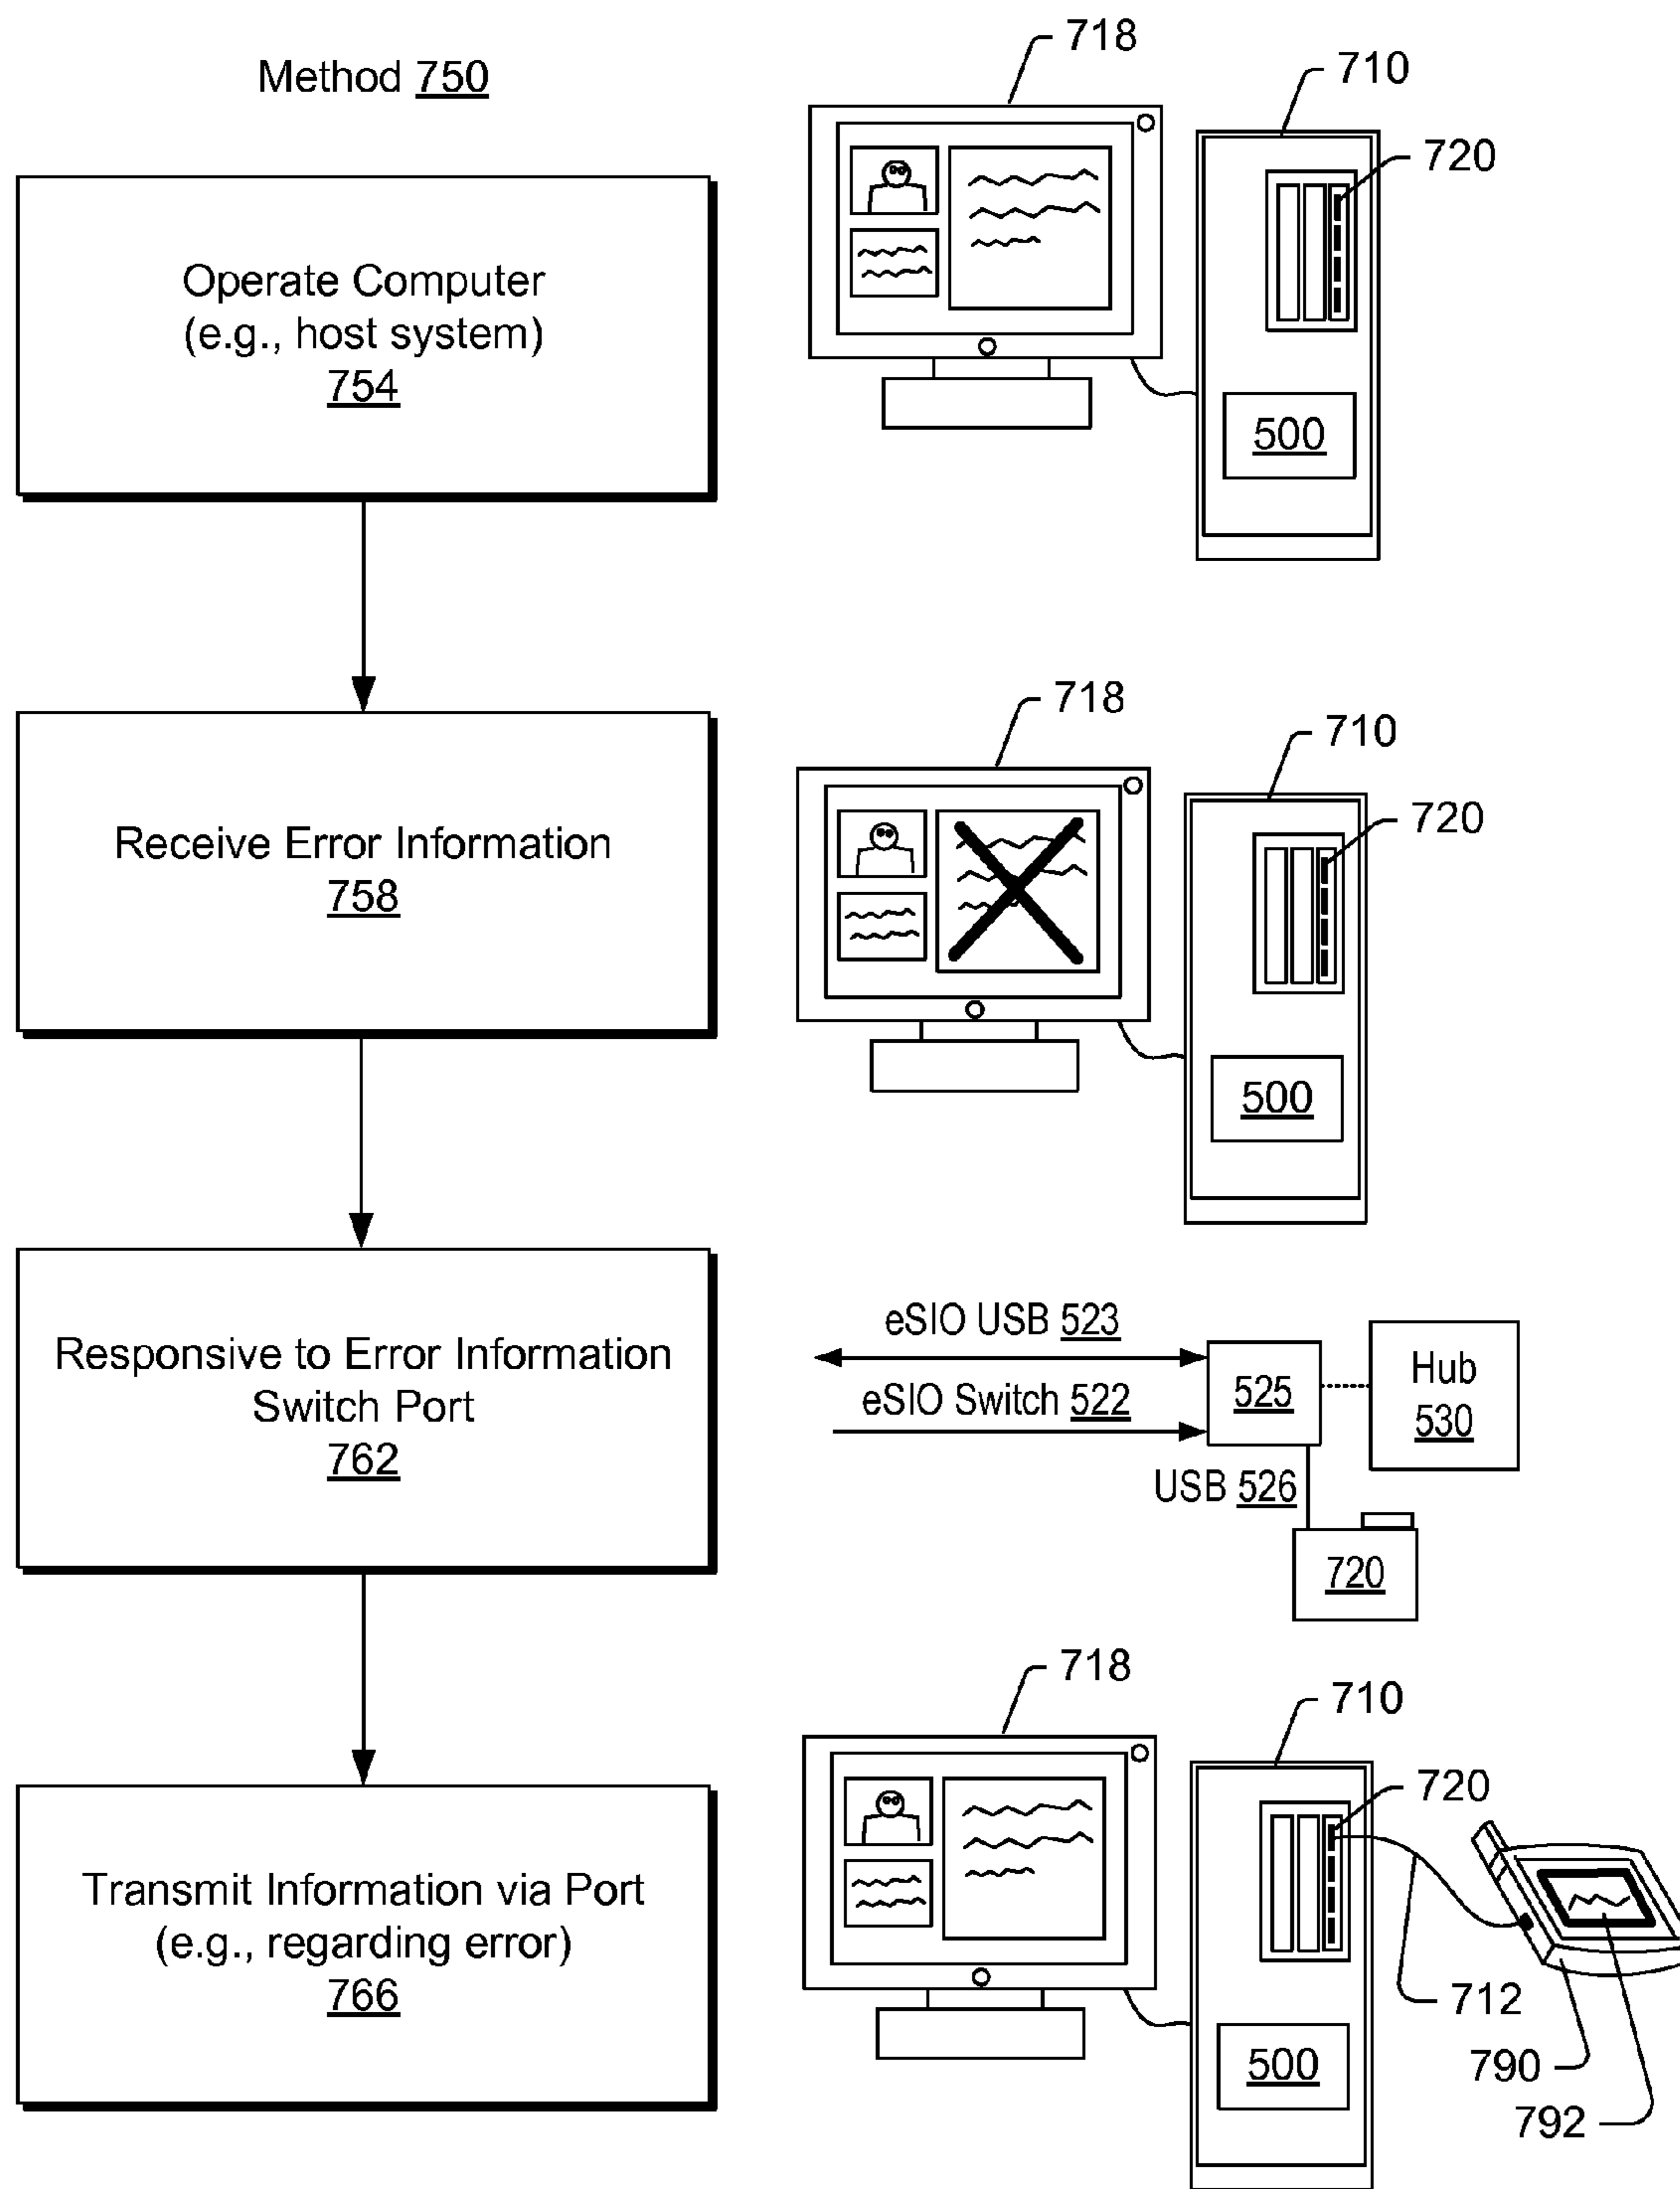 Method 750
718
710
720
Operate Computer
(e.g., host system)
754
500
718
710
720
Receive Error Information
758
500
eSIO USB 523
eSIO Switch 522
525
Hub
530
USB 526
720
Responsive to Error Information
Switch Port
762
718
710
720
Transmit Information via Port
(e.g., regarding error)
766
500
712
790
792